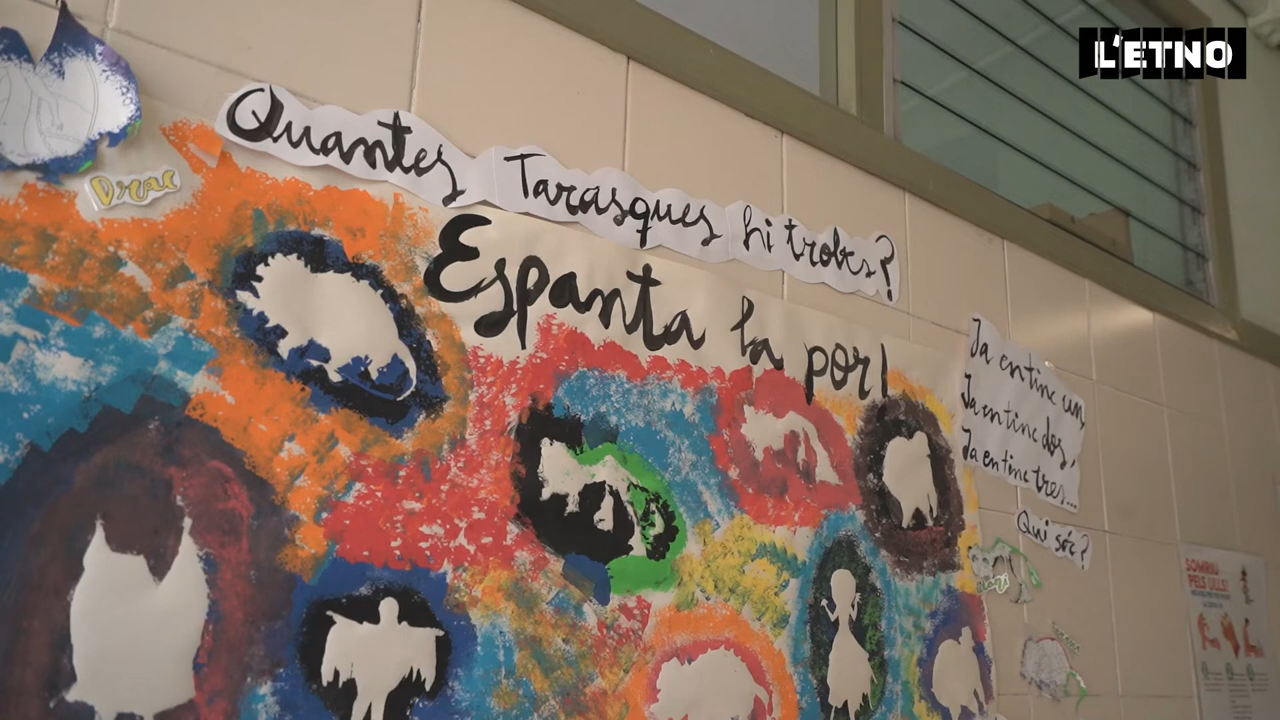 L'ETNO
Quantes Tarasques hi trobes?
Drac
Espanta la por!
Ja en tinc un,
Ja en tinc dos,
Ja en tinc tres...
Qui sóc?
SOMRIU
PELS ULLS!